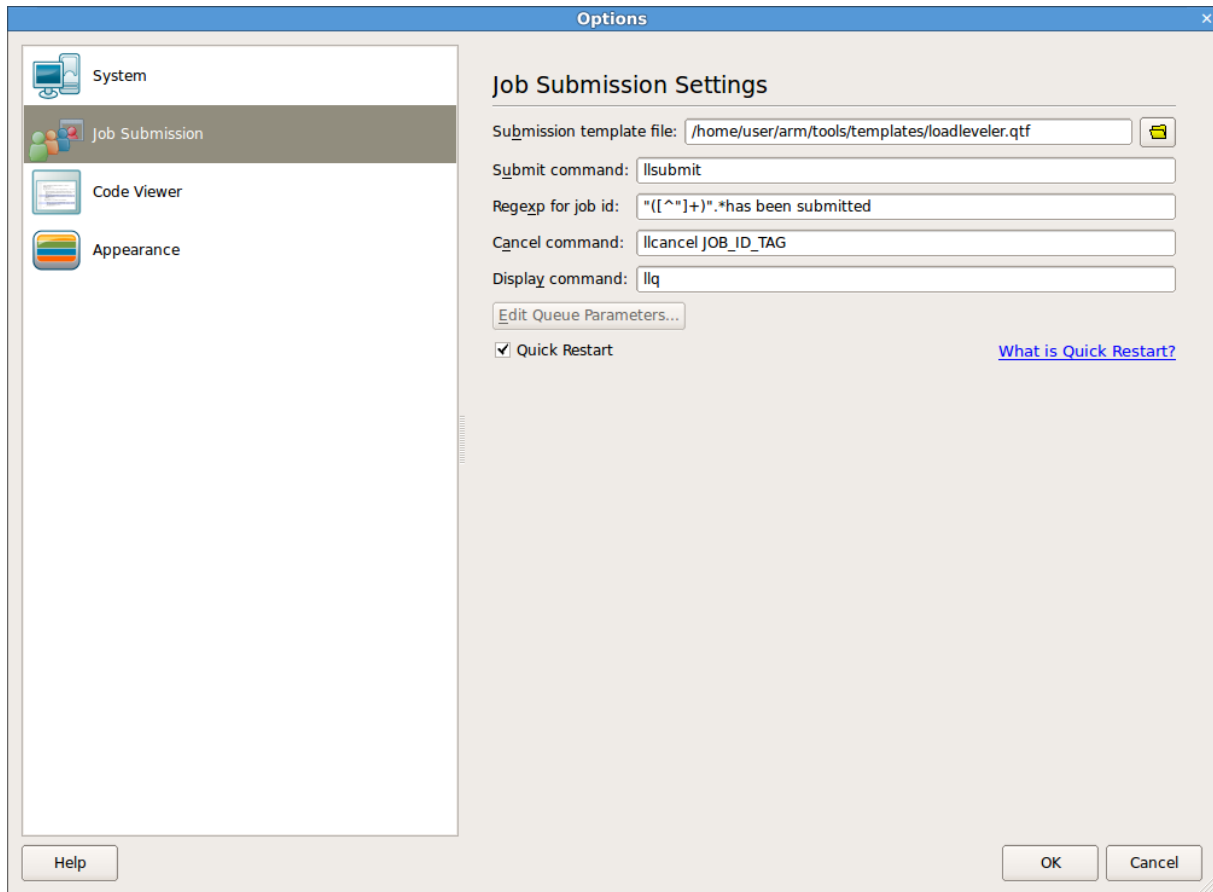 Options
System
Job Submission
Code Viewer
Appearance
Job Submission Settings
Submission template file: /home/user/arm/tools/templates/loadleveler.qtf
Submit command: llsubmit
Regexp for job id: "([^"]+)".*has been submitted
Cancel command: llcancel JOB_ID_TAG
Display command: llq
Edit Queue Parameters...
Quick Restart What is Quick Restart?
Help OK Cancel